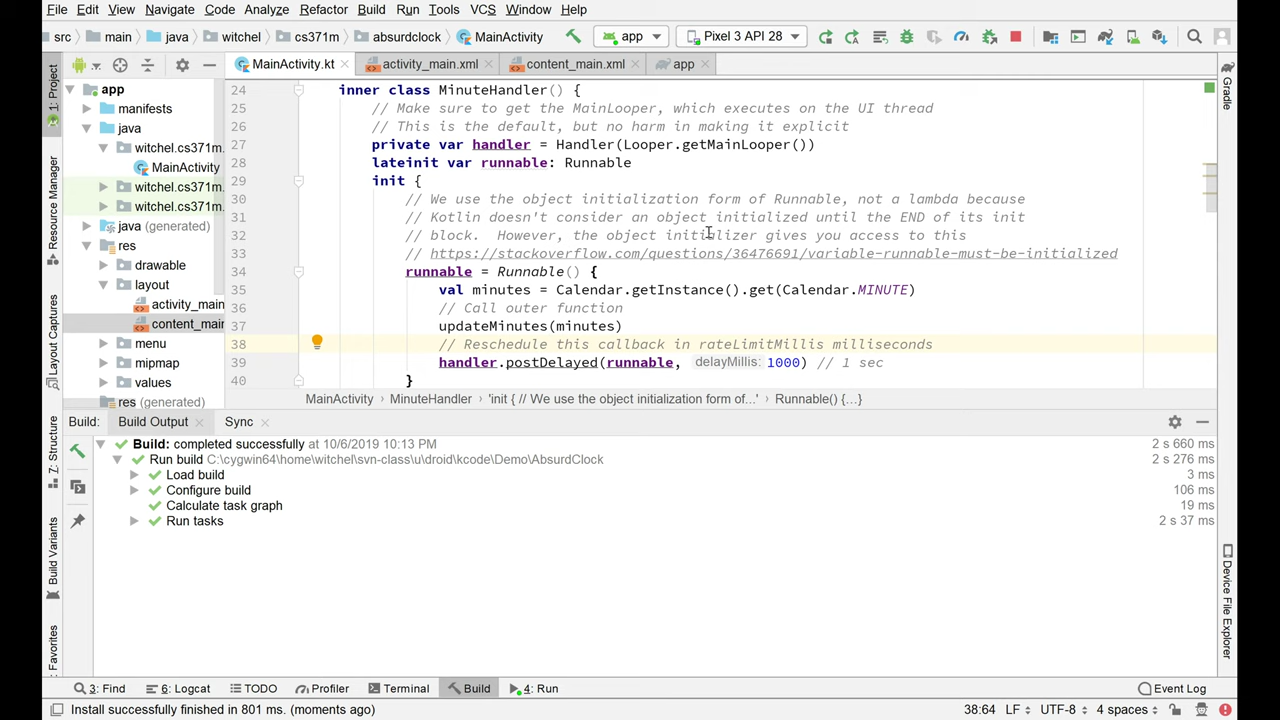 File Edit View Navigate Code Analyze Refactor Build Run Tools VCS Window Help
src main java witchel cs371m absurdclock MainActivity app Pixel 3 API 28
1: Project
Resource Manager
Layout Captures
Z: Structure
Build Variants
Favorites
app
manifests
java
witchel.cs371m.
MainActivity
witchel.cs371m.
witchel.cs371m.
java (generated)
res
drawable
layout
activity_main
content_mai
menu
mipmap
values
res (generated)
MainActivity.kt activity_main.xml content_main.xml app
24 inner class MinuteHandler() {
25 // Make sure to get the MainLooper, which executes on the UI thread
26 // This is the default, but no harm in making it explicit
27 private var handler = Handler(Looper.getMainLooper())
28 lateinit var runnable: Runnable
29 init {
30 // We use the object initialization form of Runnable, not a lambda because
31 // Kotlin doesn't consider an object initialized until the END of its init
32 // block. However, the object initializer gives you access to this
33 // https://stackoverflow.com/questions/36476691/variable-runnable-must-be-initialized
34 runnable = Runnable() {
35 val minutes = Calendar.getInstance().get(Calendar.MINUTE)
36 // Call outer function
37 updateMinutes(minutes)
38 // Reschedule this callback in rateLimitMillis milliseconds
39 handler.postDelayed(runnable, delayMillis: 1000) // 1 sec
40 }
MainActivity MinuteHandler 'init { // We use the object initialization form of...' Runnable() {...}
Gradle
Device File Explorer
Build: Build Output Sync
Build: completed successfully at 10/6/2019 10:13 PM 2 s 660 ms
Run build C:\cygwin64\home\witchel\svn-class\u\droid\kcode\Demo\AbsurdClock 2 s 276 ms
Load build 3 ms
Configure build 106 ms
Calculate task graph 19 ms
Run tasks 2 s 37 ms
3: Find 6: Logcat TODO Profiler Terminal Build 4: Run Event Log
Install successfully finished in 801 ms. (moments ago) 38:64 LF UTF-8 4 spaces